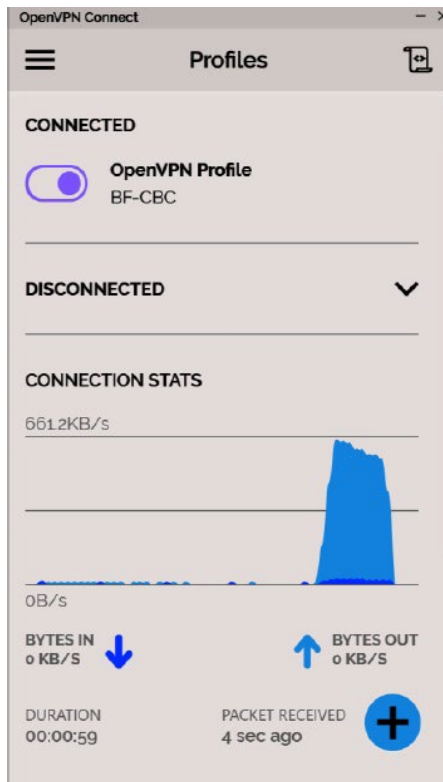 OpenVPN Connect
Profiles
CONNECTED
OpenVPN Profile
BF-CBC
DISCONNECTED
CONNECTION STATS
661.2KB/s
0B/s
BYTES IN
0 KB/S
BYTES OUT
0 KB/S
DURATION
00:00:59
PACKET RECEIVED
4 sec ago